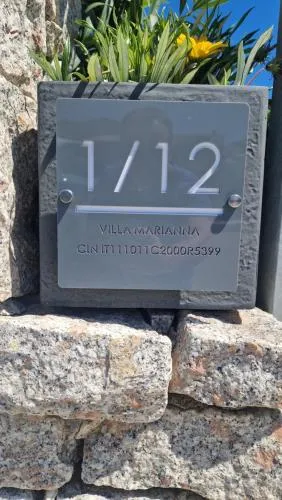 1/12
VILLA MARIANNA
CIN IT111011C2000R5399